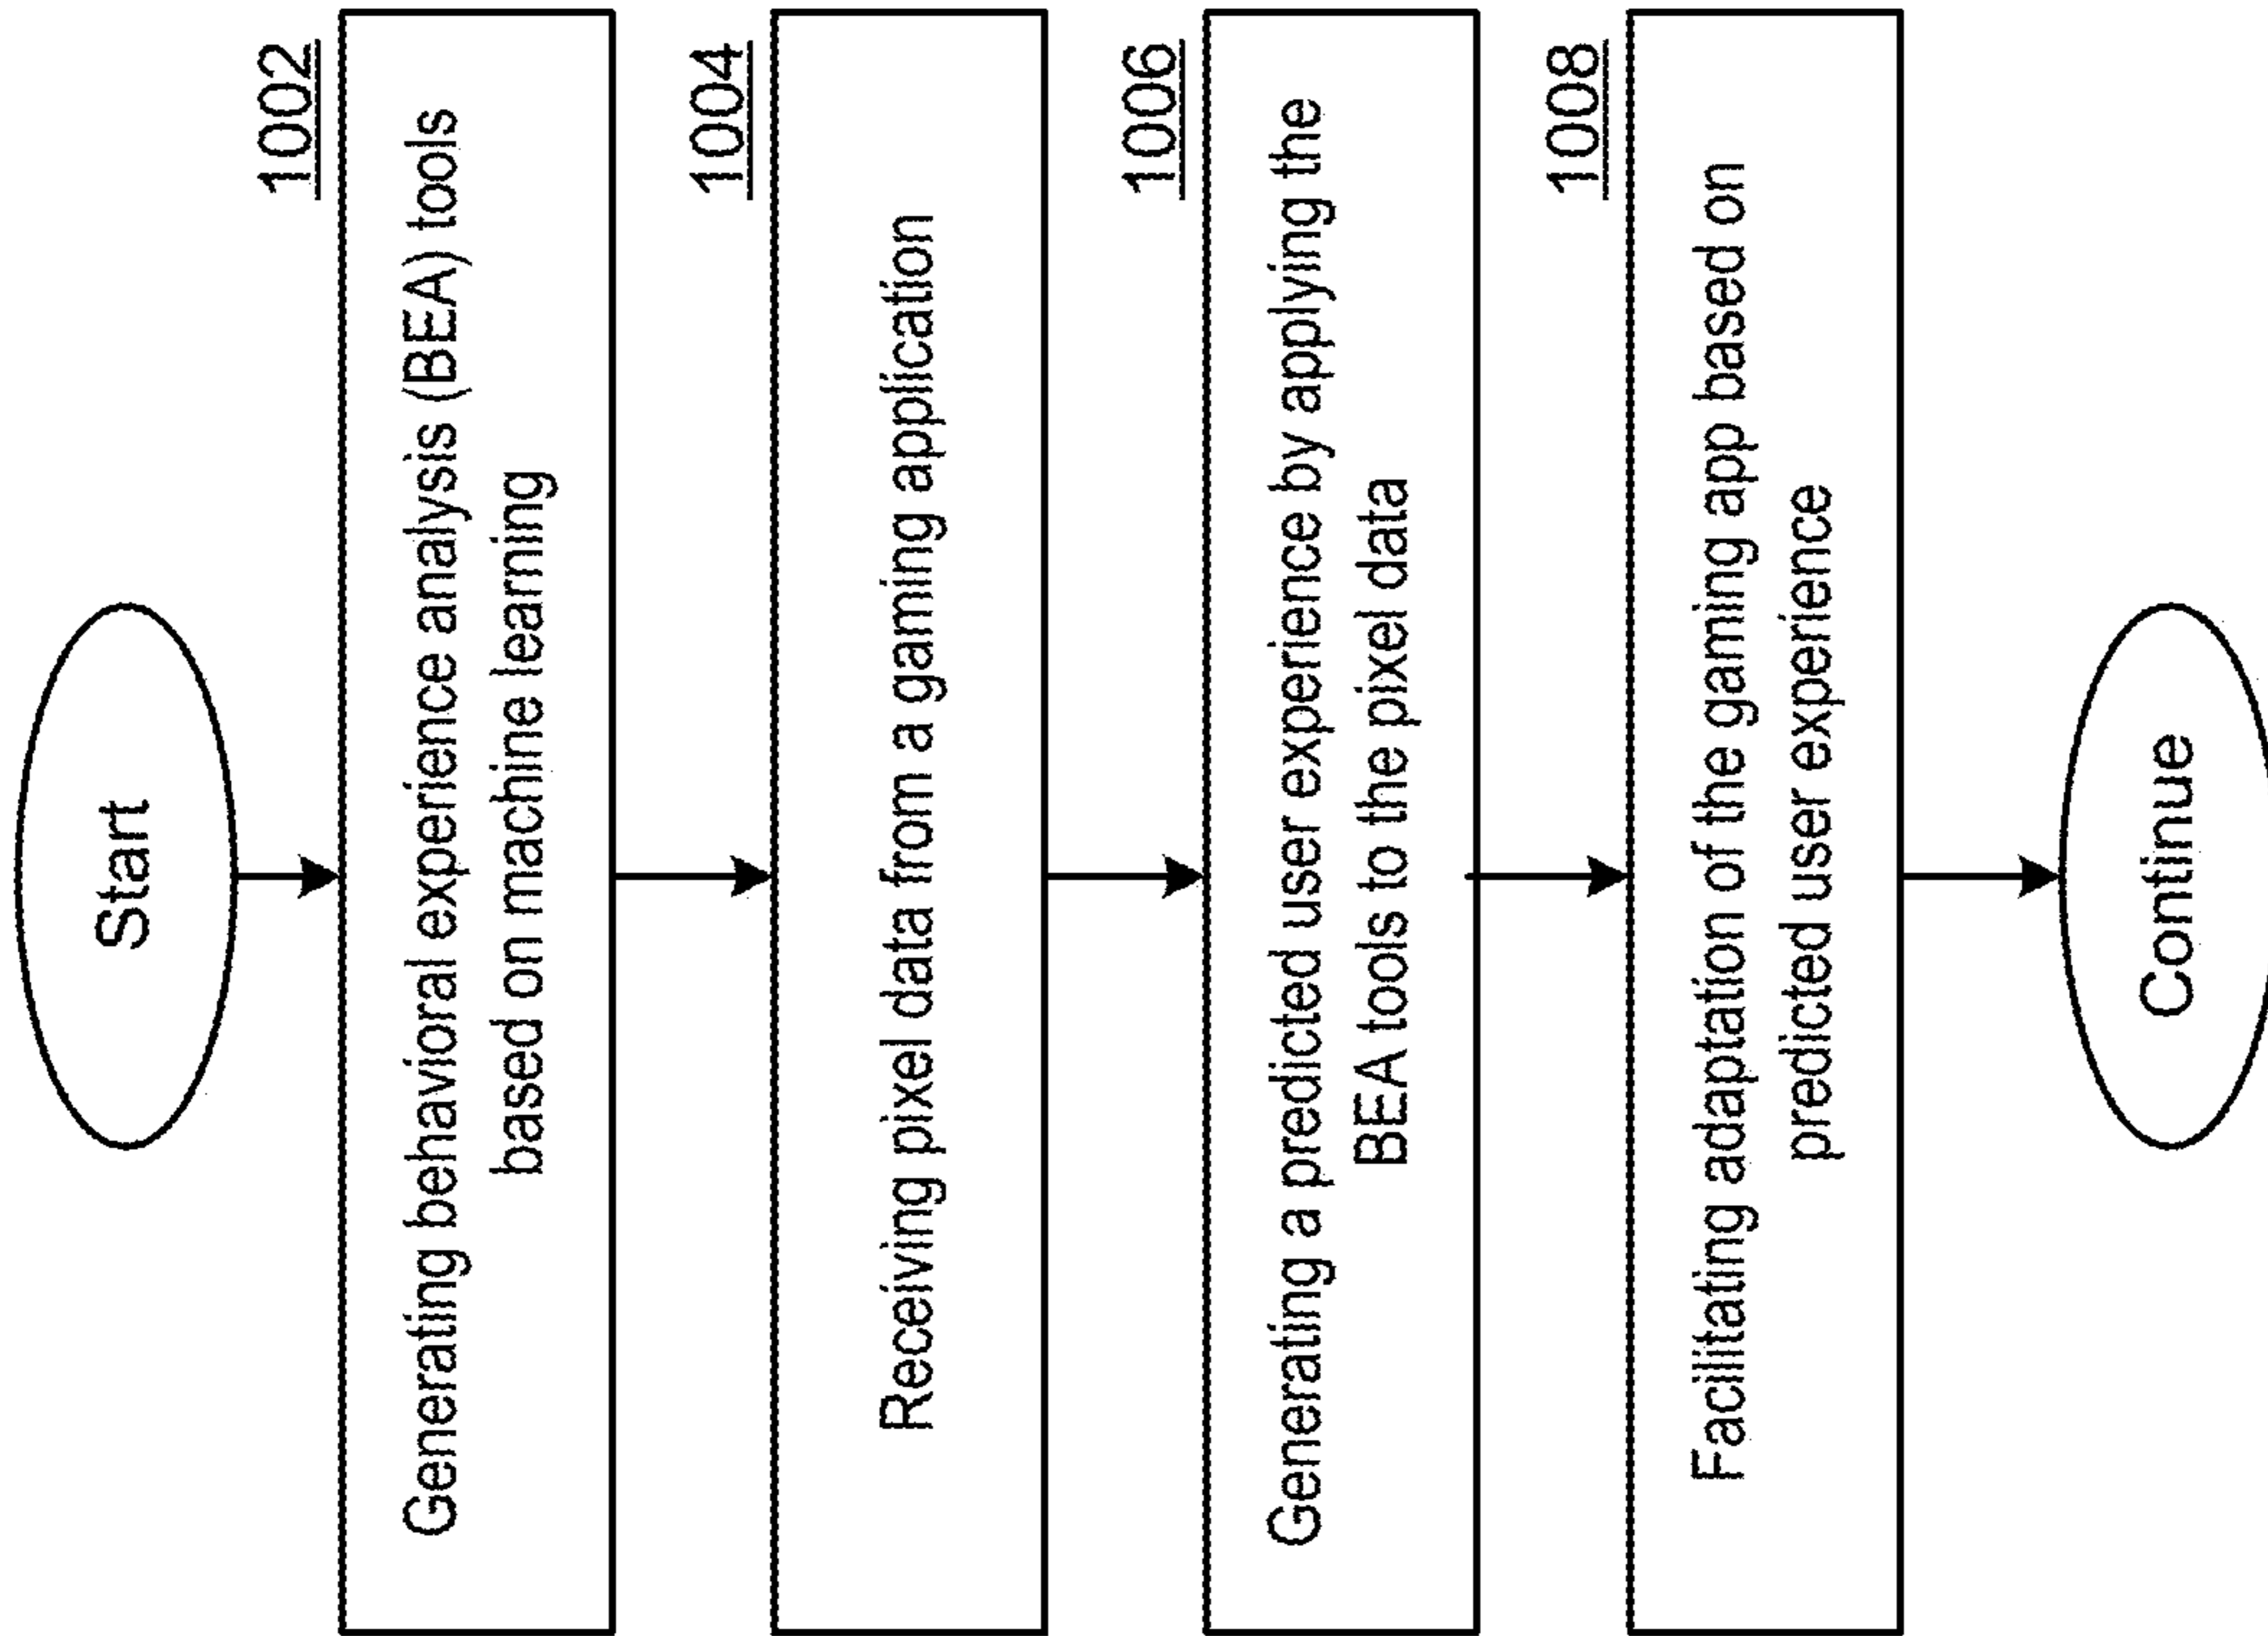 Start
1002
Generating behavioral experience analysis (BEA) tools
based on machine learning
1004
Receiving pixel data from a gaming application
1006
Generating a predicted user experience by applying the
BEA tools to the pixel data
1008
Facilitating adaptation of the gaming app based on
predicted user experience
Continue